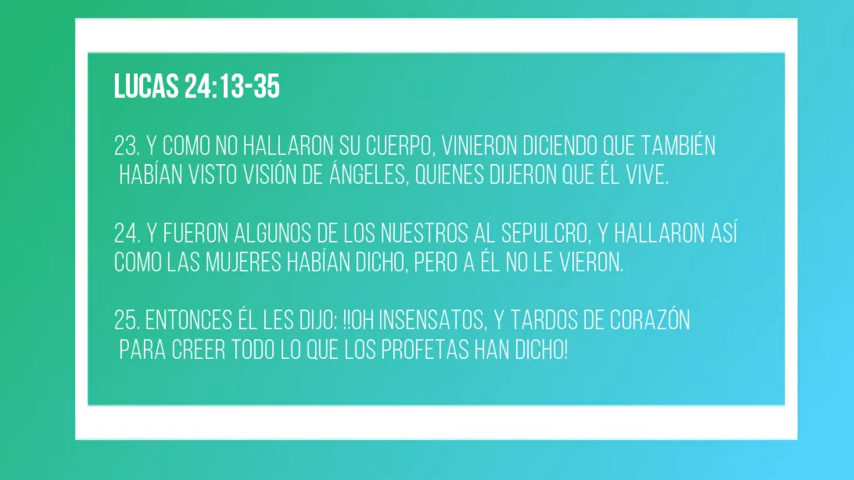 LUCAS 24:13-35
23. Y COMO NO HALLARON SU CUERPO, VINIERON DICIENDO QUE TAMBIÉN
HABÍAN VISTO VISIÓN DE ÁNGELES, QUIENES DIJERON QUE ÉL VIVE.
24. Y FUERON ALGUNOS DE LOS NUESTROS AL SEPULCRO, Y HALLARON ASÍ
COMO LAS MUJERES HABÍAN DICHO, PERO A ÉL NO LE VIERON.
25. ENTONCES ÉL LES DIJO: !!OH INSENSATOS, Y TARDOS DE CORAZÓN
PARA CREER TODO LO QUE LOS PROFETAS HAN DICHO!